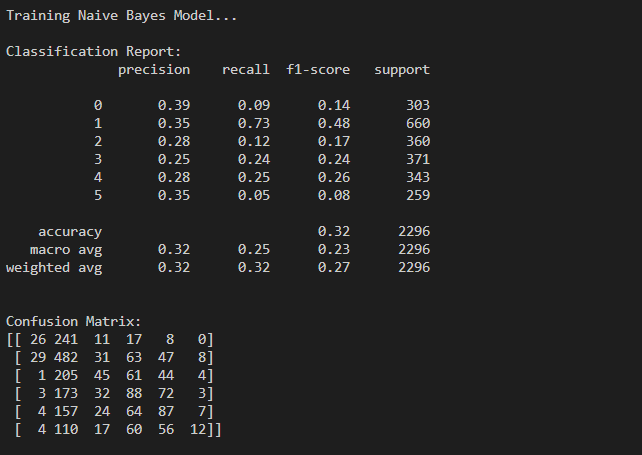 Training Naive Bayes Model...
Classification Report:
precision recall f1-score support
0 0.39 0.09 0.14 303
1 0.35 0.73 0.48 660
2 0.28 0.12 0.17 360
3 0.25 0.24 0.24 371
4 0.28 0.25 0.26 343
5 0.35 0.05 0.08 259
accuracy 0.32 2296
macro avg 0.32 0.25 0.23 2296
weighted avg 0.32 0.32 0.27 2296
Confusion Matrix:
[[ 26 241 11 17 8 0]
[ 29 482 31 63 47 8]
[ 1 205 45 61 44 4]
[ 3 173 32 88 72 3]
[ 4 157 24 64 87 7]
[ 4 110 17 60 56 12]]